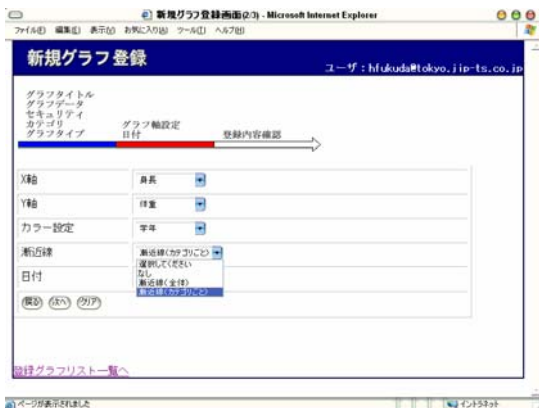 新規グラフ登録画面(2/3) - Microsoft Internet Explorer
ファイル(F) 編集(E) 表示(V) お気に入り(A) ツール(T) ヘルプ(H)
新規グラフ登録
ユーザ：hfukuda@tokyo.jip-ts.co.jp
グラフタイトル
グラフデータ
セキュリティ
カテゴリ
グラフタイプ
グラフ軸設定
日付
登録内容確認
X軸 身長
Y軸 体重
カラー設定 学年
漸近線 漸近線(カテゴリごと)
選択してください
なし
漸近線(全体)
漸近線(カテゴリごと)
日付
戻る 次へ クリア
登録グラフリスト一覧へ
ページが表示されました インターネット